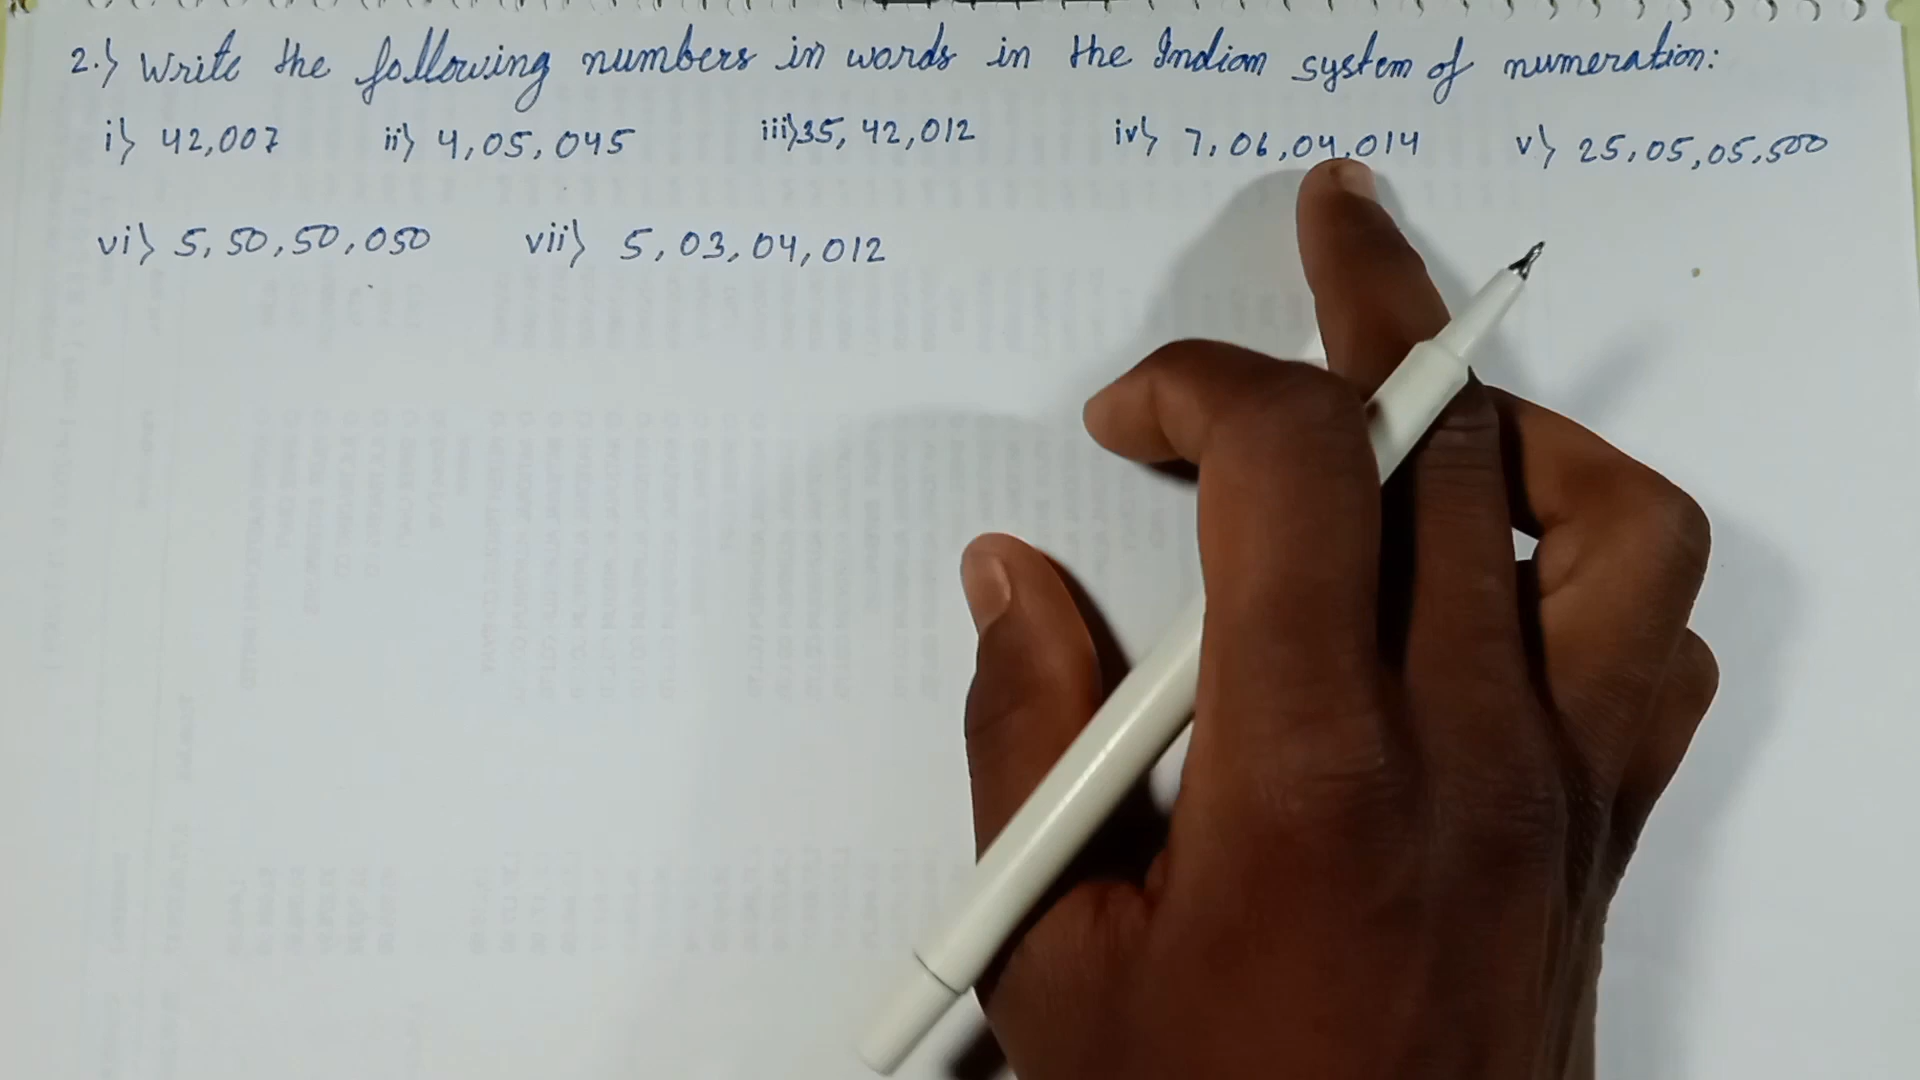 2.) Write the following numbers in words in the Indian system of numeration:
i) 42,007 ii) 4,05,045 iii) 35,42,012 iv) 7,06,04,014 v) 25,05,05,500
vi) 5,50,50,050 vii) 5,03,04,012